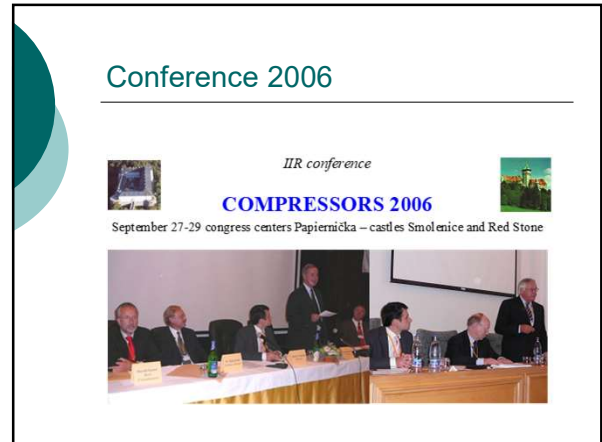 Conference 2006
IIR conference
COMPRESSORS 2006
September 27-29 congress centers Papiernička – castles Smolenice and Red Stone